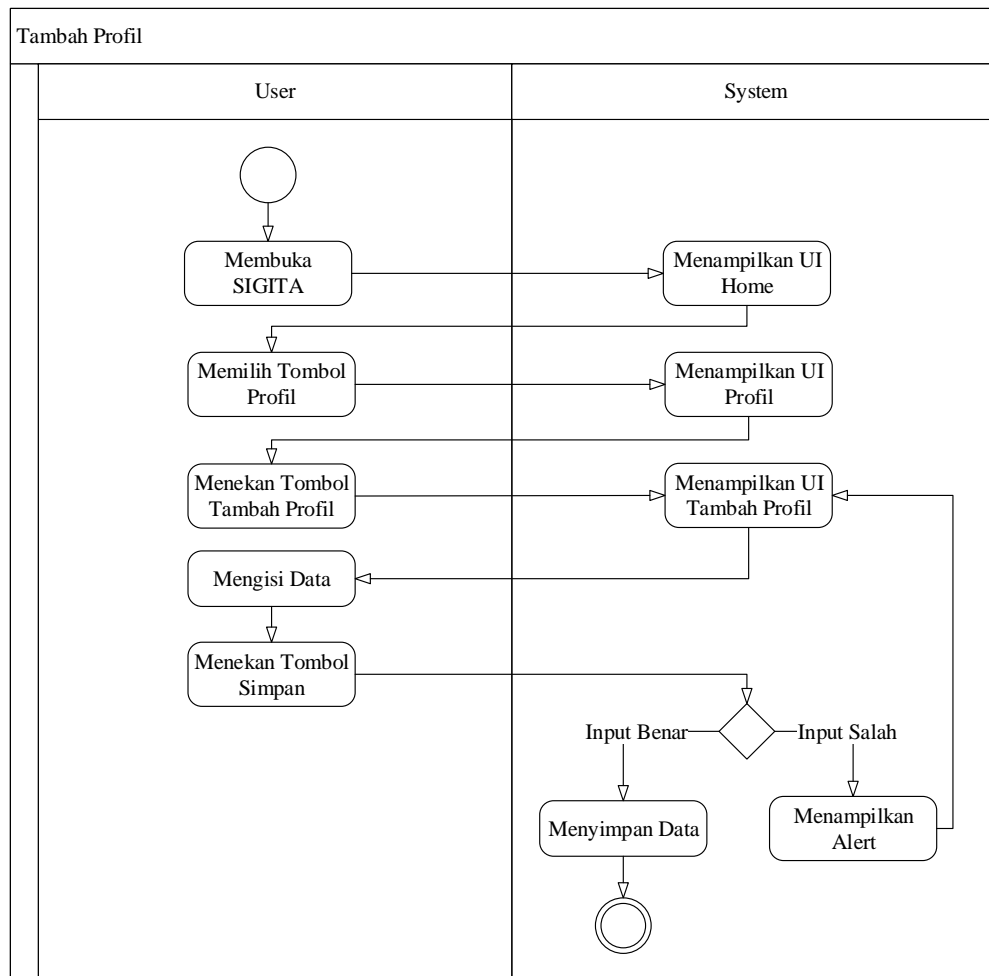 Tambah Profil
User
System
Membuka
SIGITA
Menampilkan UI
Home
Memilih Tombol
Profil
Menampilkan UI
Profil
Menekan Tombol
Tambah Profil
Menampilkan UI
Tambah Profil
Mengisi Data
Menekan Tombol
Simpan
Input Benar
Input Salah
Menyimpan Data
Menampilkan
Alert